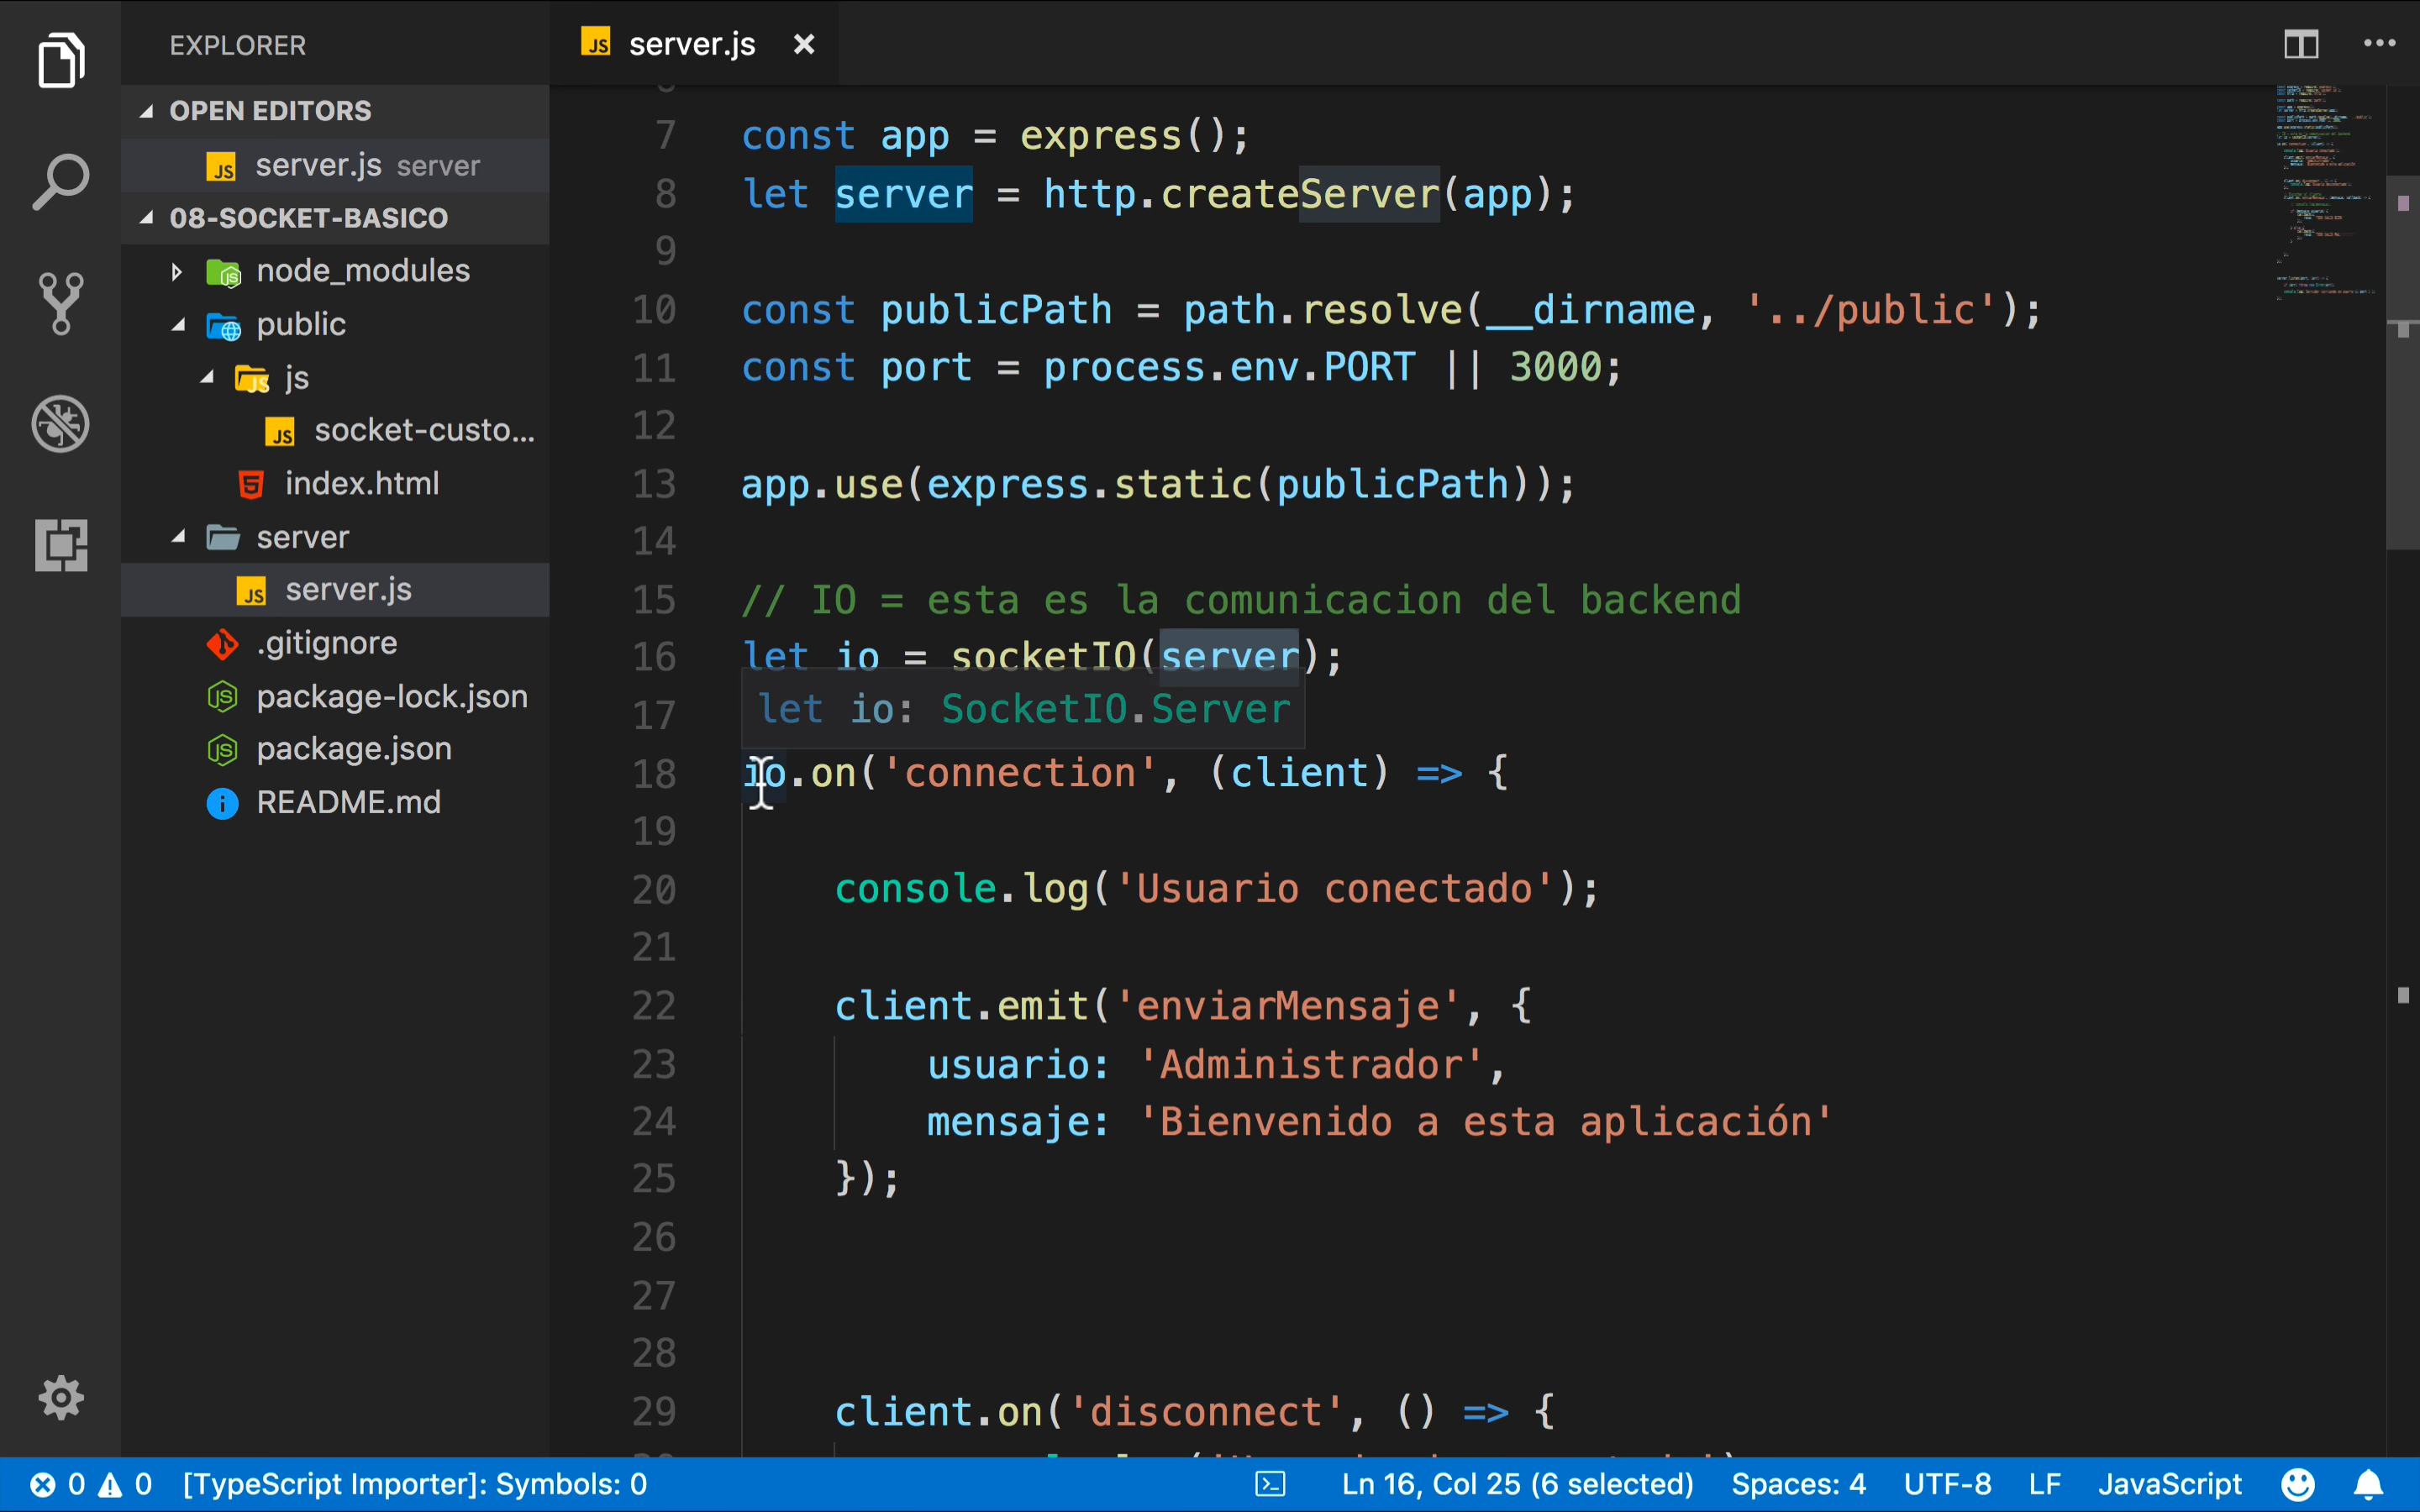 EXPLORER
OPEN EDITORS
server.js server
08-SOCKET-BASICO
node_modules
public
js
socket-custo...
index.html
server
server.js
.gitignore
package-lock.json
package.json
README.md
server.js
7 const app = express();
8 let server = http.createServer(app);
9
10 const publicPath = path.resolve(__dirname, '../public');
11 const port = process.env.PORT || 3000;
12
13 app.use(express.static(publicPath));
14
15 // IO = esta es la comunicacion del backend
16 let io = socketIO(server);
17 let io: SocketIO.Server
18 io.on('connection', (client) => {
19
20 console.log('Usuario conectado');
21
22 client.emit('enviarMensaje', {
23 usuario: 'Administrador',
24 mensaje: 'Bienvenido a esta aplicación'
25 });
26
27
28
29 client.on('disconnect', () => {
0 0 [TypeScript Importer]: Symbols: 0 Ln 16, Col 25 (6 selected) Spaces: 4 UTF-8 LF JavaScript